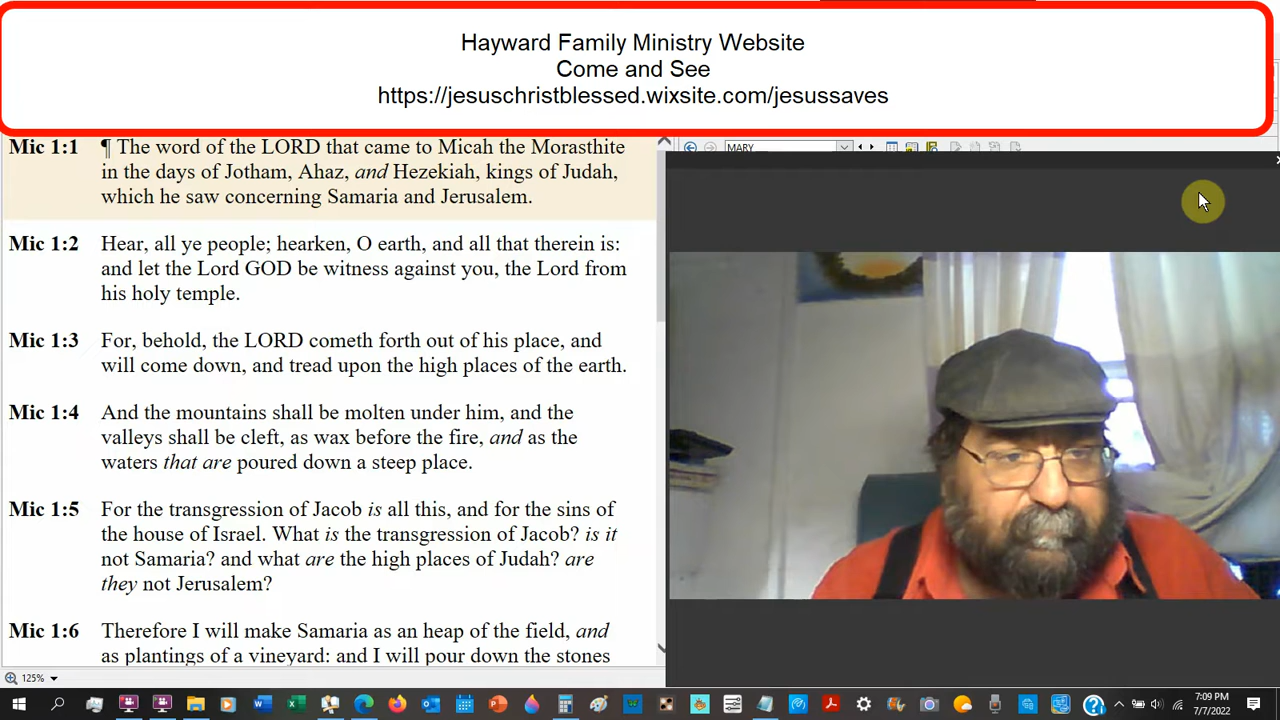 Hayward Family Ministry Website
Come and See
https://jesuschristblessed.wixsite.com/jesussaves
Mic 1:1 ¶ The word of the LORD that came to Micah the Morasthite
in the days of Jotham, Ahaz, and Hezekiah, kings of Judah,
which he saw concerning Samaria and Jerusalem.
MARY
Mic 1:2 Hear, all ye people; hearken, O earth, and all that therein is:
and let the Lord GOD be witness against you, the Lord from
his holy temple.
Mic 1:3 For, behold, the LORD cometh forth out of his place, and
will come down, and tread upon the high places of the earth.
Mic 1:4 And the mountains shall be molten under him, and the
valleys shall be cleft, as wax before the fire, and as the
waters that are poured down a steep place.
Mic 1:5 For the transgression of Jacob is all this, and for the sins of
the house of Israel. What is the transgression of Jacob? is it
not Samaria? and what are the high places of Judah? are
they not Jerusalem?
Mic 1:6 Therefore I will make Samaria as an heap of the field, and
as plantings of a vineyard: and I will pour down the stones
125%
7:09 PM
7/7/2022